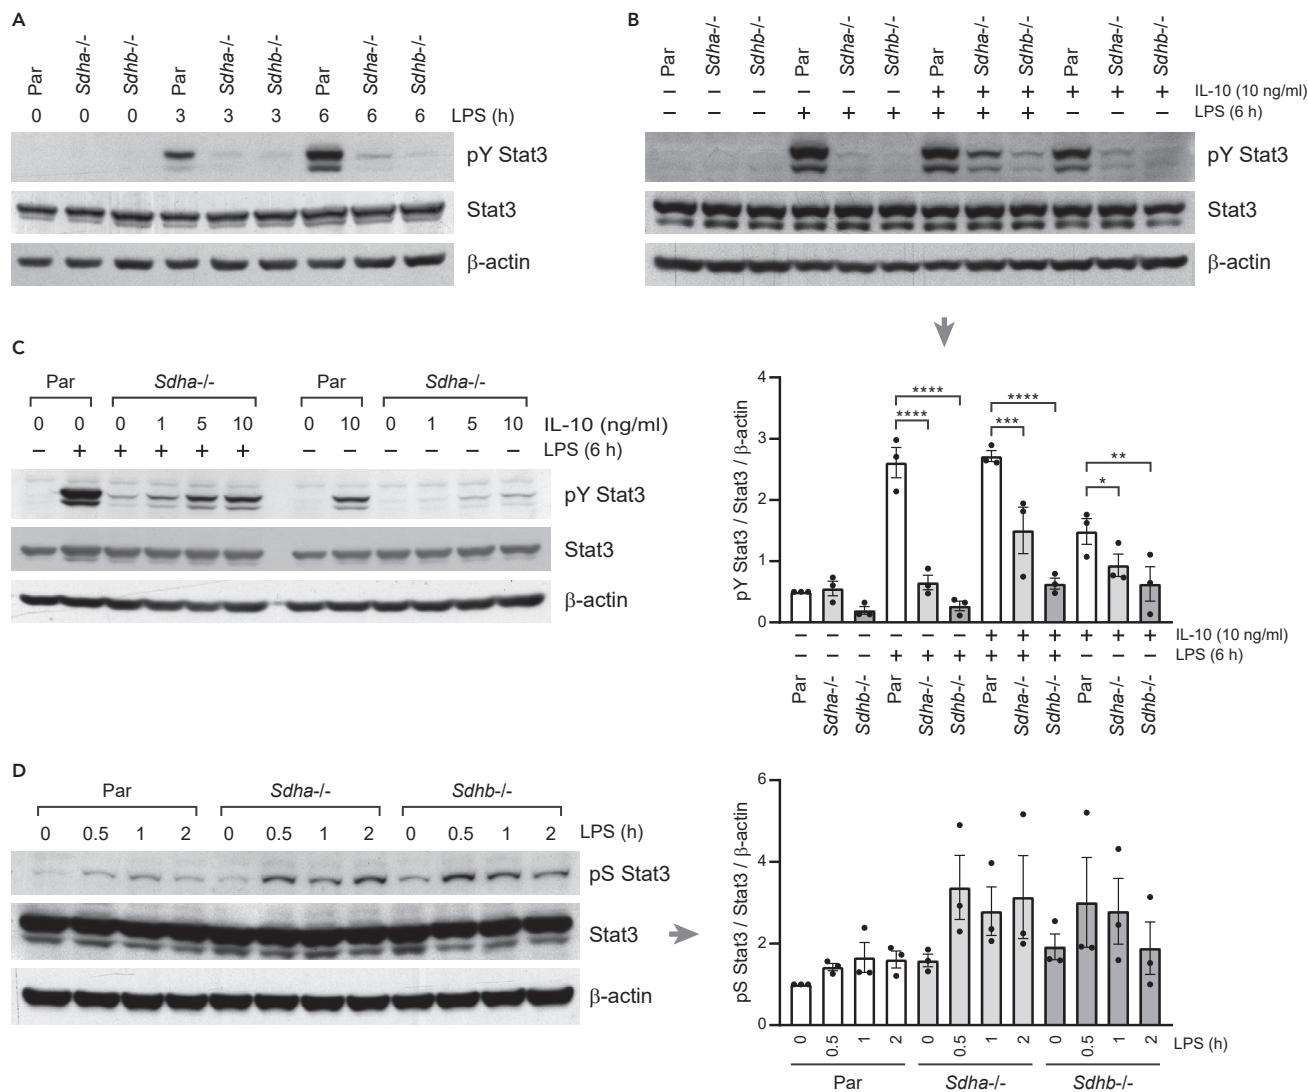 A
Par Sdha-/- Sdhb-/- Par Sdha-/- Sdhb-/- Par Sdha-/- Sdhb-/-
0 0 0 3 3 3 6 6 6 LPS (h)
pY Stat3
Stat3
β-actin
B
Par Sdha-/- Sdhb-/- Par Sdha-/- Sdhb-/- Par Sdha-/- Sdhb-/- Par Sdha-/- Sdhb-/-
− − − − − − + + + + + + IL-10 (10 ng/ml)
− − − + + + + + + − − − LPS (6 h)
pY Stat3
Stat3
β-actin
4
3
2
1
0
pY Stat3 / Stat3 / β-actin
**** ****
**** *** **
*
− − − − − − + + + + + + IL-10 (10 ng/ml)
− − − + + + + + + − − − LPS (6 h)
Par Sdha-/- Sdhb-/- Par Sdha-/- Sdhb-/- Par Sdha-/- Sdhb-/- Par Sdha-/- Sdhb-/-
C
Par Sdha-/- Par Sdha-/-
0 0 0 1 5 10 0 10 0 1 5 10 IL-10 (ng/ml)
− + + + + + − − − − − − LPS (6 h)
pY Stat3
Stat3
β-actin
D
Par Sdha-/- Sdhb-/-
0 0.5 1 2 0 0.5 1 2 0 0.5 1 2 LPS (h)
pS Stat3
Stat3
β-actin
6
4
2
0
pS Stat3 / Stat3 / β-actin
0 0.5 1 2 0 0.5 1 2 0 0.5 1 2 LPS (h)
Par Sdha-/- Sdhb-/-